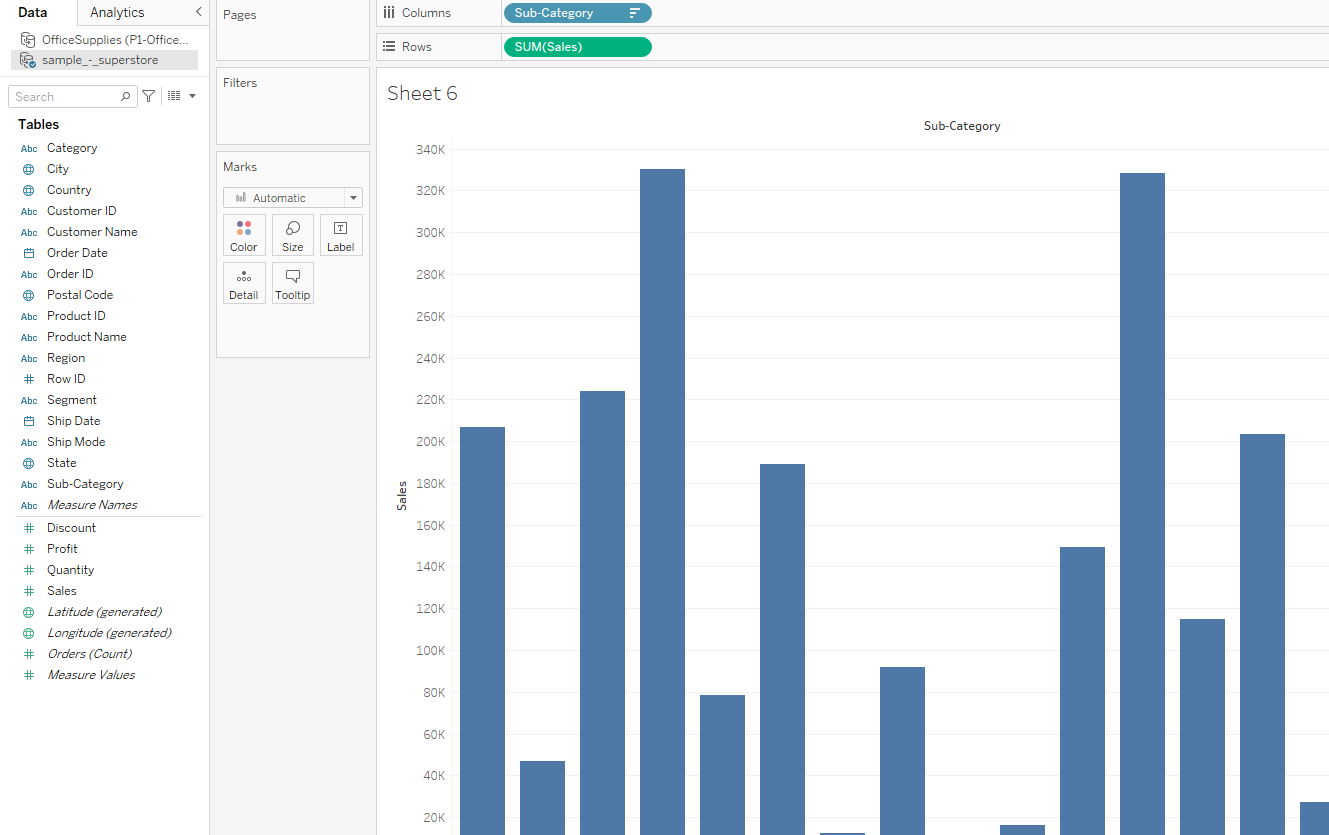 Data
Analytics
OfficeSupplies (P1-Office...
sample_-_superstore
Search
Tables
Abc Category
City
Country
Abc Customer ID
Abc Customer Name
Order Date
Abc Order ID
Postal Code
Abc Product ID
Abc Product Name
Abc Region
# Row ID
Abc Segment
Ship Date
Abc Ship Mode
State
Abc Sub-Category
Abc Measure Names
# Discount
# Profit
# Quantity
# Sales
Latitude (generated)
Longitude (generated)
# Orders (Count)
# Measure Values
Pages
Filters
Marks
Automatic
Color
Size
T
Label
Detail
Tooltip
Columns
Sub-Category
Rows
SUM(Sales)
Sheet 6
Sub-Category
Sales
340K
320K
300K
280K
260K
240K
220K
200K
180K
160K
140K
120K
100K
80K
60K
40K
20K